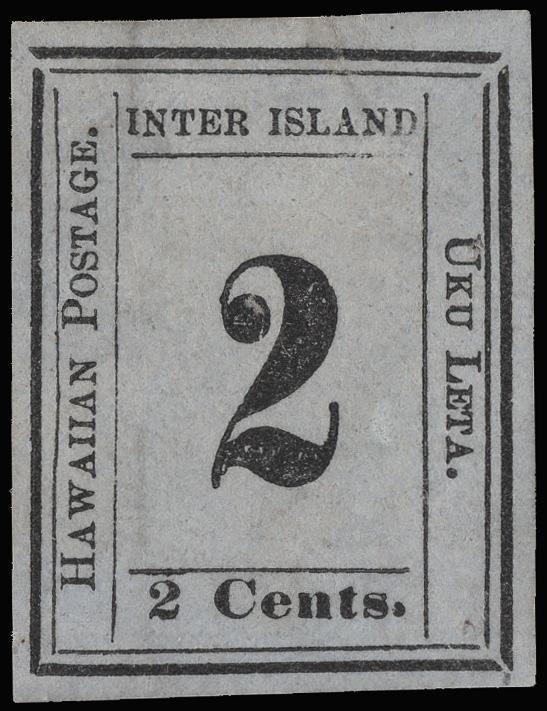 INTER ISLAND
HAWAIIAN POSTAGE.
2
UKU LETA.
2 Cents.